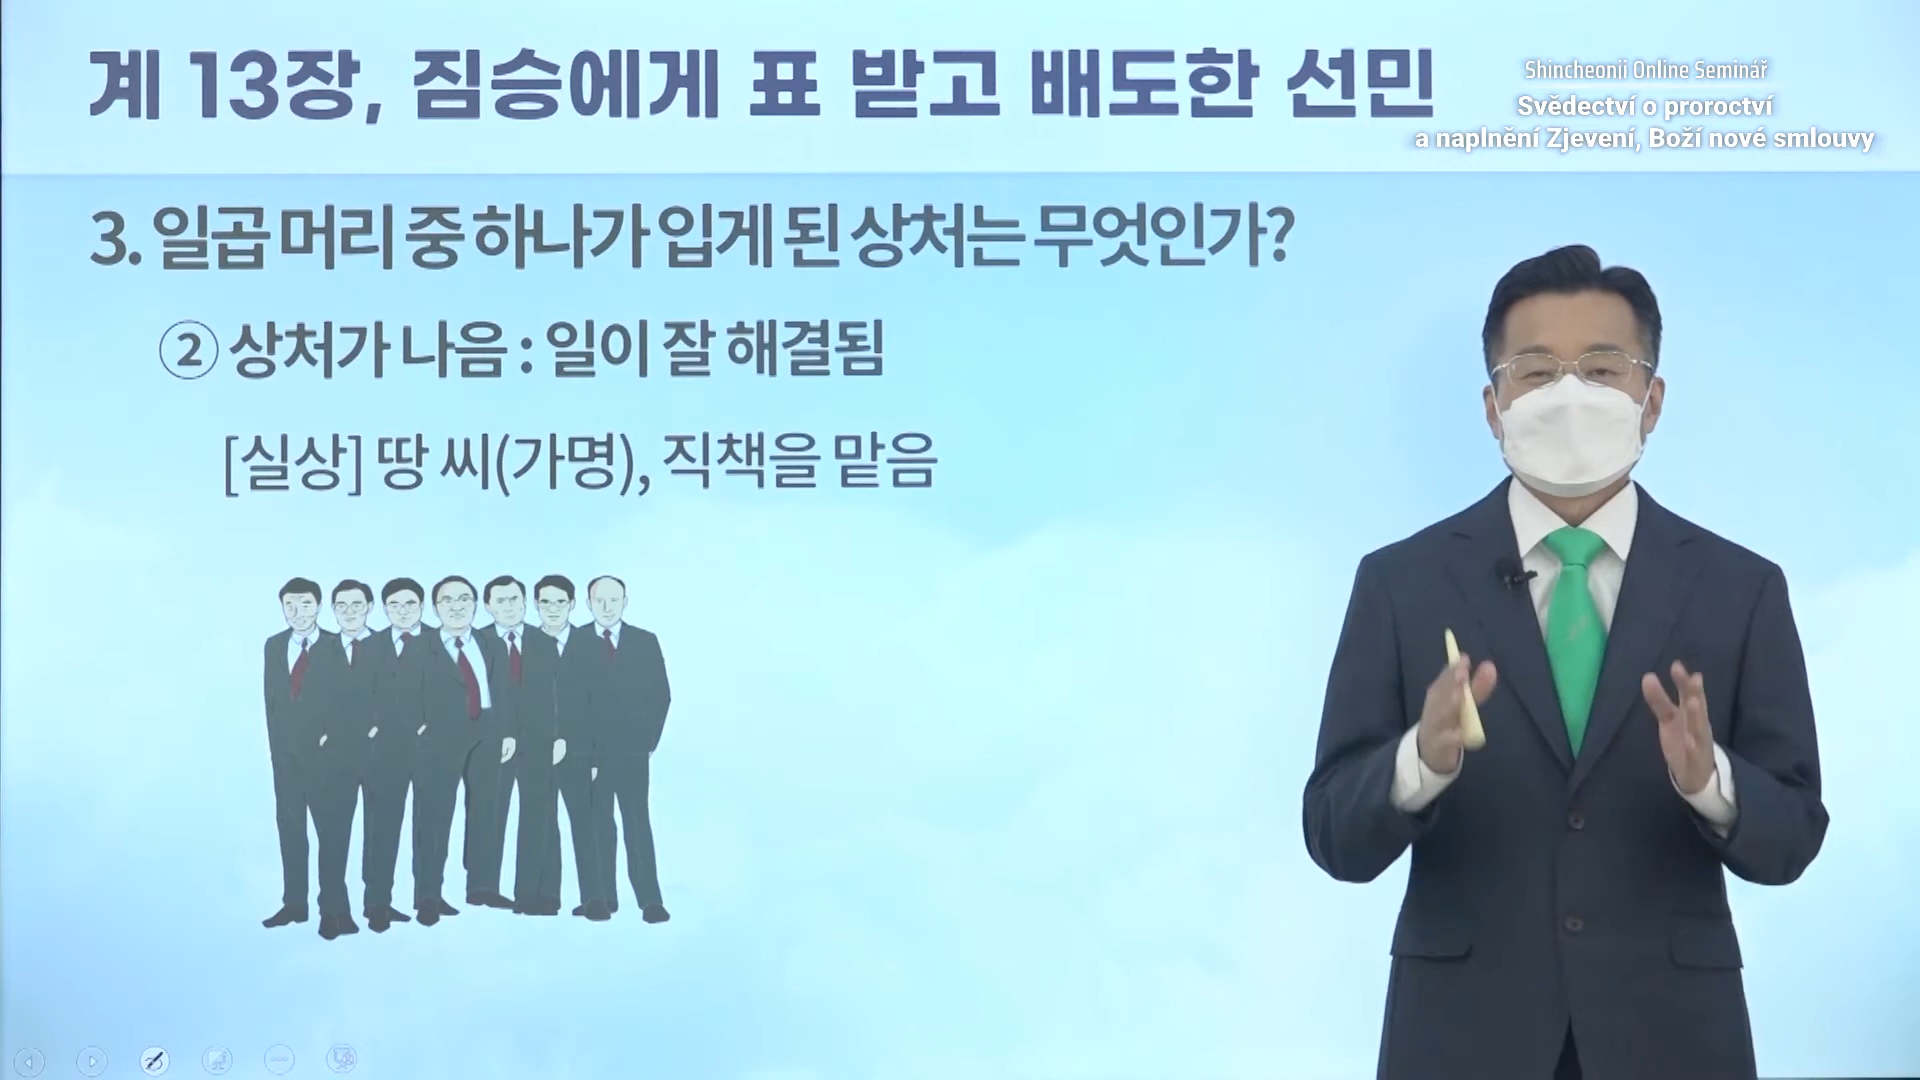 계 13장, 짐승에게 표 받고 배도한 선민
Shincheonji Online Seminář
Svědectví o proroctví
a naplnění Zjevení, Boží nové smlouvy
3. 일곱 머리 중 하나가 입게 된 상처는 무엇인가?
② 상처가 나음 : 일이 잘 해결됨
[실상] 땅 씨(가명), 직책을 맡음